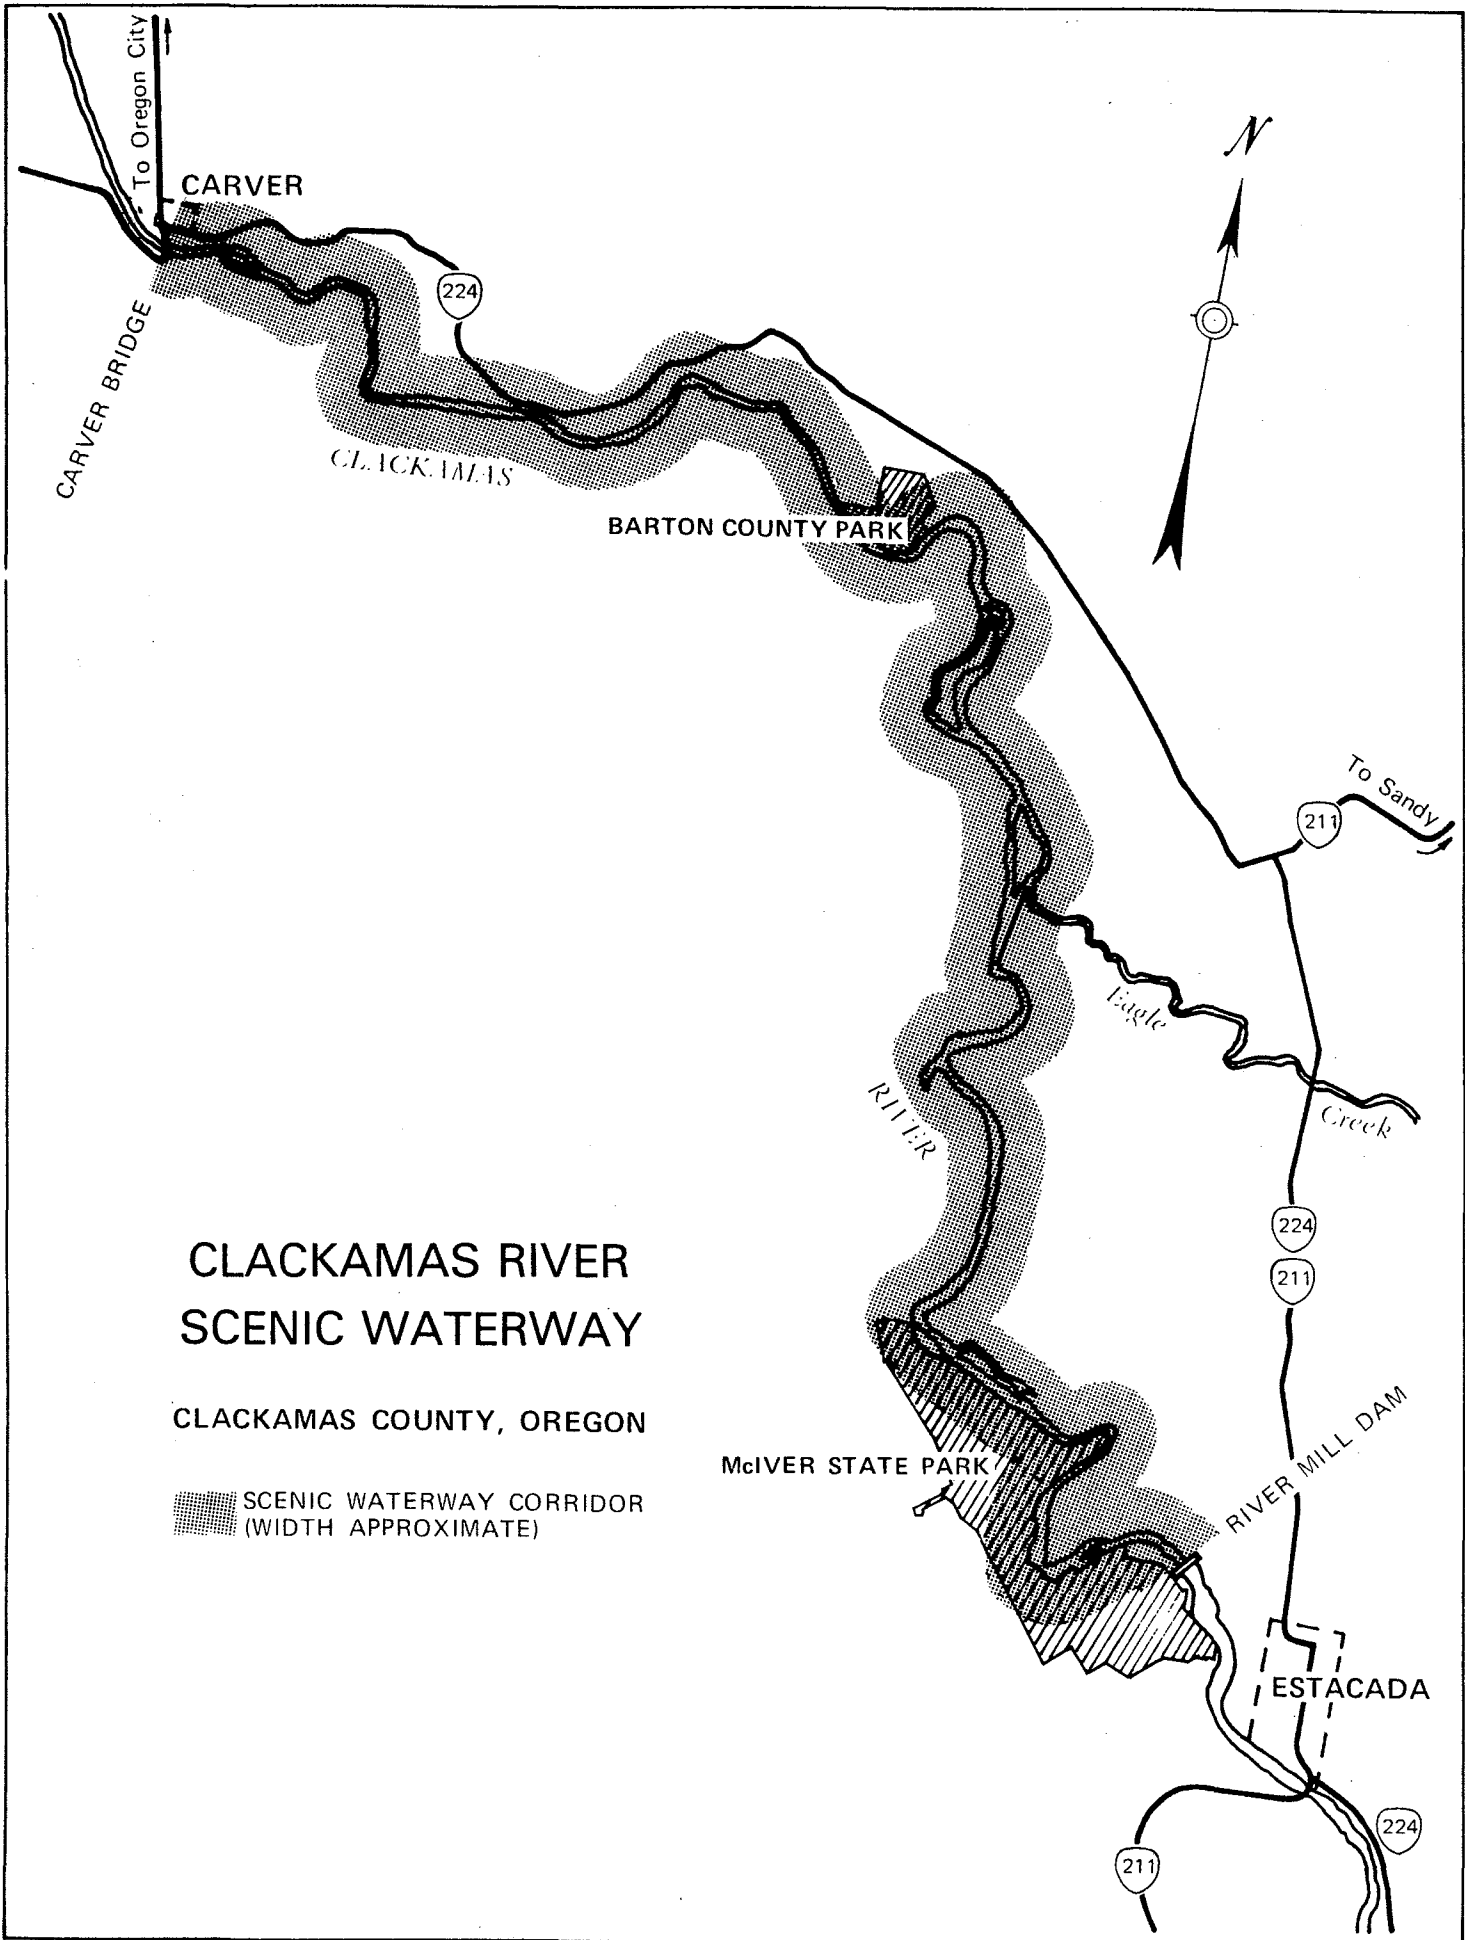 To Oregon City
N
CARVER
224
CARVER BRIDGE
CLACKAMAS
BARTON COUNTY PARK
To Sandy
211
Eagle
Creek
RIVER
224
211
CLACKAMAS RIVER
SCENIC WATERWAY
CLACKAMAS COUNTY, OREGON
SCENIC WATERWAY CORRIDOR
(WIDTH APPROXIMATE)
McIVER STATE PARK
RIVER MILL DAM
ESTACADA
224
211